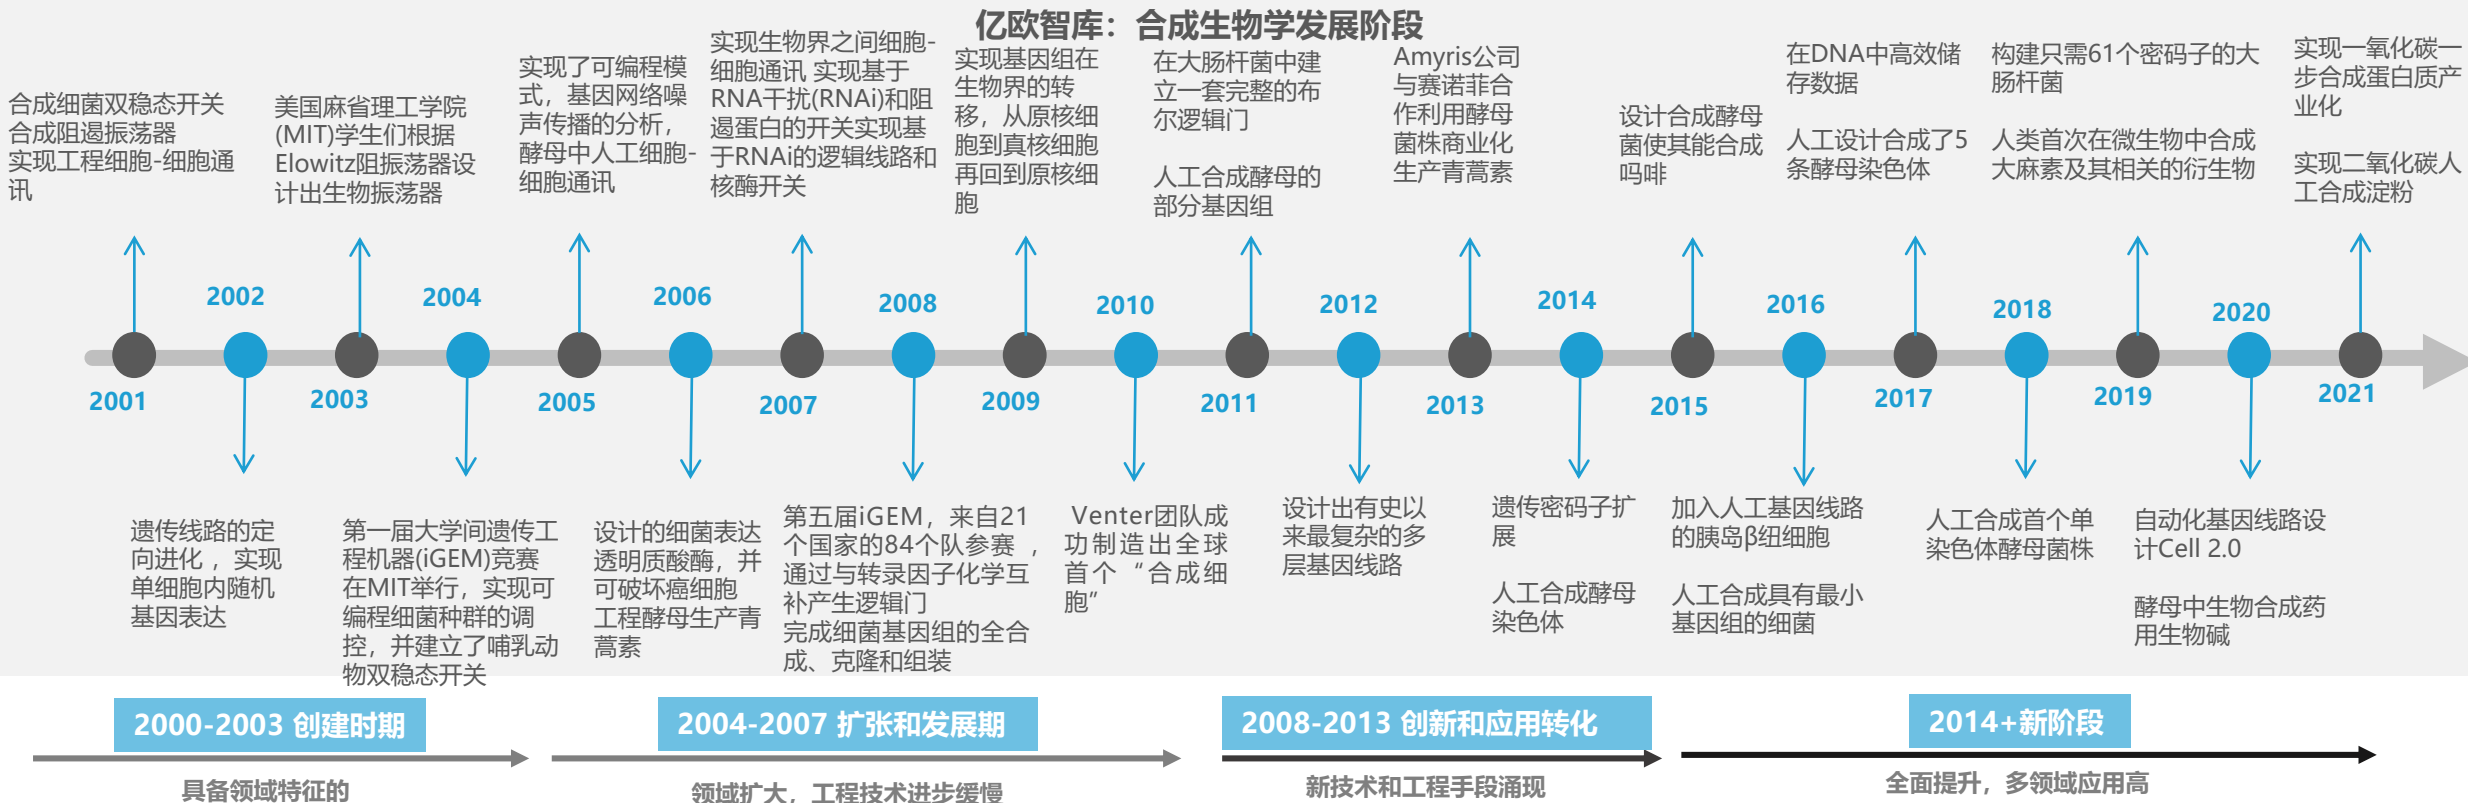 亿欧智库：合成生物学发展阶段
合成细菌双稳态开关
合成阻遏振荡器
实现工程细胞-细胞通
讯
美国麻省理工学院
(MIT)学生们根据
Elowitz阻振荡器设
计出生物振荡器
实现了可编程模
式，基因网络噪
声传播的分析，
酵母中人工细胞-
细胞通讯
实现生物界之间细胞-
细胞通讯 实现基于
RNA干扰(RNAi)和阻
遏蛋白的开关实现基
于RNAi的逻辑线路和
核酶开关
实现基因组在
生物界的转
移，从原核细
胞到真核细胞
再回到原核细
胞
在大肠杆菌中建
立一套完整的布
尔逻辑门
人工合成酵母的
部分基因组
Amyris公司
与赛诺菲合
作利用酵母
菌株商业化
生产青蒿素
设计合成酵母
菌使其能合成
吗啡
在DNA中高效储
存数据
人工设计合成了5
条酵母染色体
构建只需61个密码子的大
肠杆菌
人类首次在微生物中合成
大麻素及其相关的衍生物
实现一氧化碳一
步合成蛋白质产
业化
实现二氧化碳人
工合成淀粉
2002
2004
2006
2008
2010
2012
2014
2016
2018
2020
2001
2003
2005
2007
2009
2011
2013
2015
2017
2019
2021
遗传线路的定
向进化，实现
单细胞内随机
基因表达
第一届大学间遗传工
程机器(iGEM)竞赛
在MIT举行，实现可
编程细菌种群的调
控，并建立了哺乳动
物双稳态开关
设计的细菌表达
透明质酸酶，并
可破坏癌细胞
工程酵母生产青
蒿素
第五届iGEM，来自21
个国家的84个队参赛，
通过与转录因子化学互
补产生逻辑门
完成细菌基因组的全合
成、克隆和组装
Venter团队成
功制造出全球
首个“合成细
胞”
设计出有史以
来最复杂的多
层基因线路
遗传密码子扩
展
人工合成酵母
染色体
加入人工基因线路
的胰岛β纽细胞
人工合成具有最小
基因组的细菌
人工合成首个单
染色体酵母菌株
自动化基因线路设
计Cell 2.0
酵母中生物合成药
用生物碱
2000-2003 创建时期
2004-2007 扩张和发展期
2008-2013 创新和应用转化
2014+新阶段
具备领域特征的
领域扩大，工程技术进步缓慢
新技术和工程手段涌现
全面提升，多领域应用高